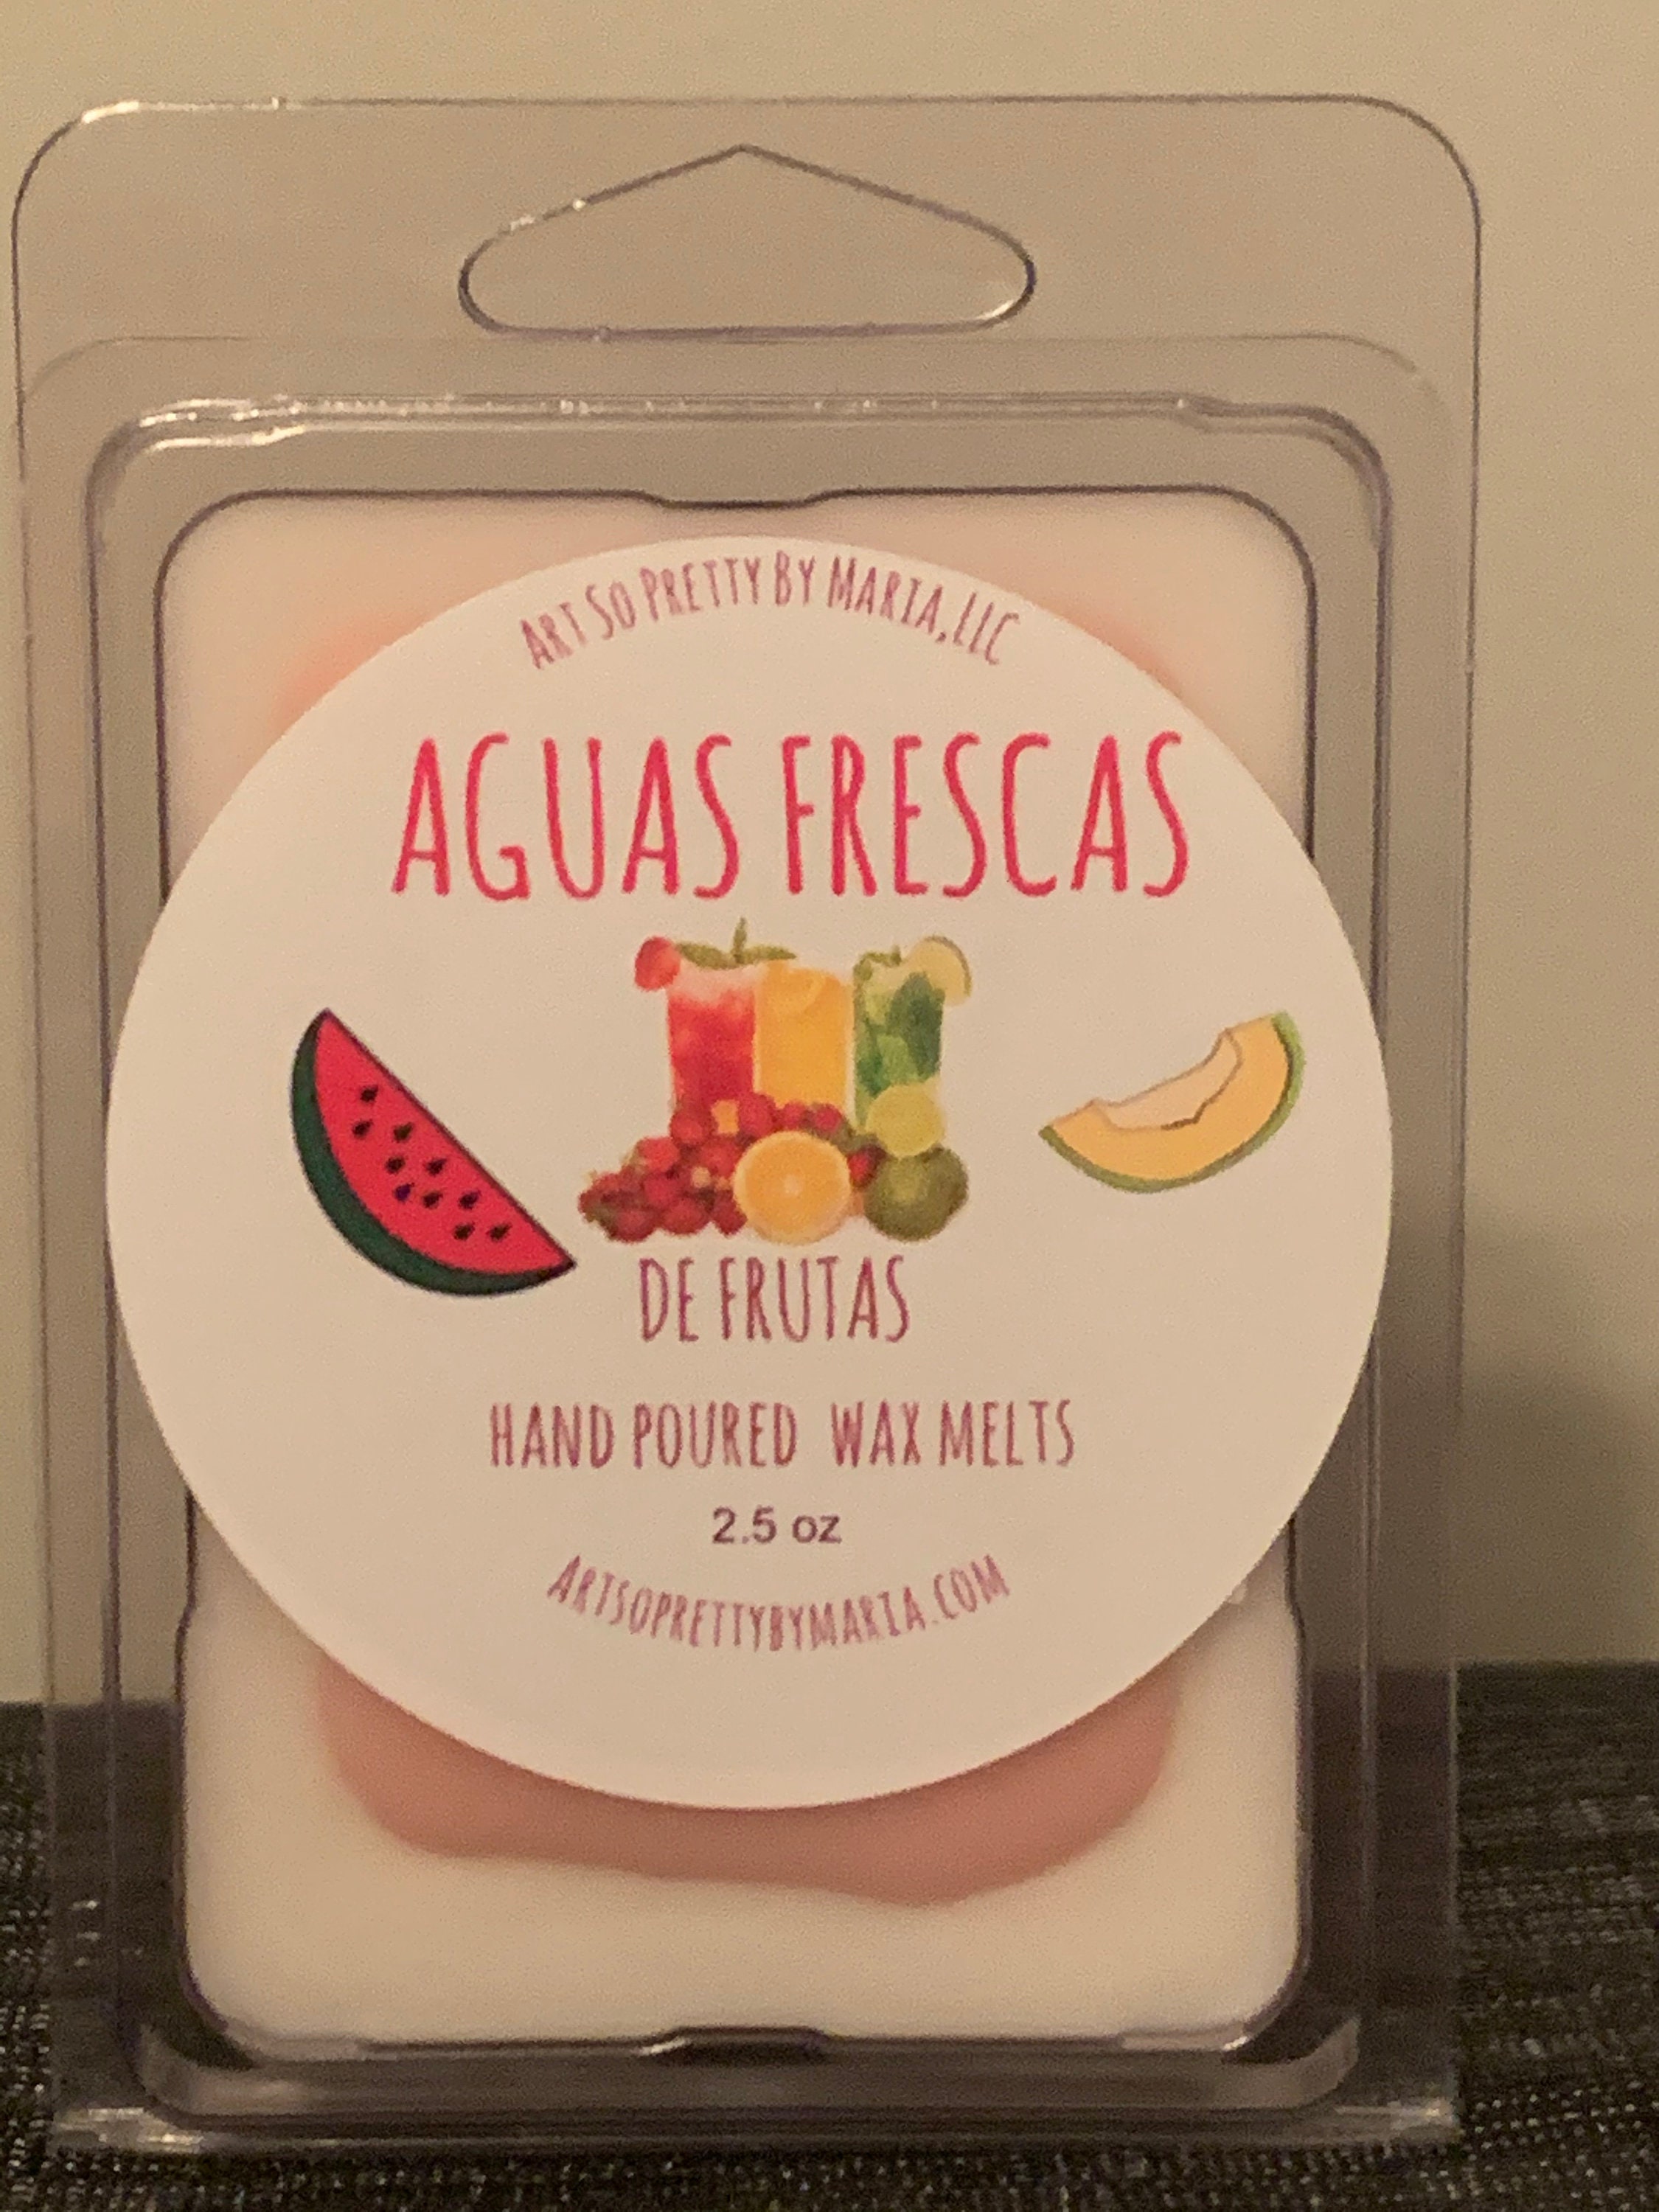 ART SO PRETTY BY MARIA, LLC
AGUAS FRESCAS
DE FRUTAS
HAND POURED WAX MELTS
2.5 oz
ARTSOPRETTYBYMARIA.COM